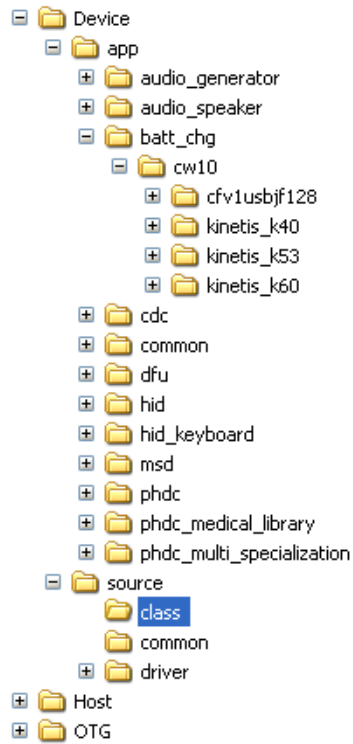 Device
app
audio_generator
audio_speaker
batt_chg
cw10
cfv1usbjf128
kinetis_k40
kinetis_k53
kinetis_k60
cdc
common
dfu
hid
hid_keyboard
msd
phdc
phdc_medical_library
phdc_multi_specialization
source
class
common
driver
Host
OTG